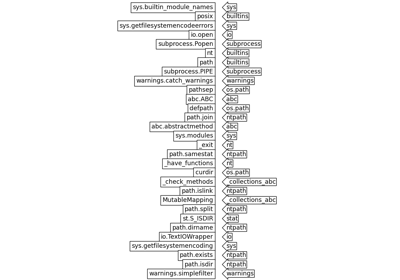 sys.builtin_module_names sys
posix builtins
sys.getfilesystemencodeerrors sys
io.open io
subprocess.Popen subprocess
nt builtins
path builtins
subprocess.PIPE subprocess
warnings.catch_warnings warnings
pathsep os.path
abc.ABC abc
defpath os.path
path.join ntpath
abc.abstractmethod abc
sys.modules sys
_exit nt
path.samestat ntpath
_have_functions nt
curdir os.path
_check_methods _collections_abc
path.islink ntpath
MutableMapping _collections_abc
path.split ntpath
st.S_ISDIR stat
path.dirname ntpath
io.TextIOWrapper io
sys.getfilesystemencoding sys
path.exists ntpath
path.isdir ntpath
warnings.simplefilter warnings